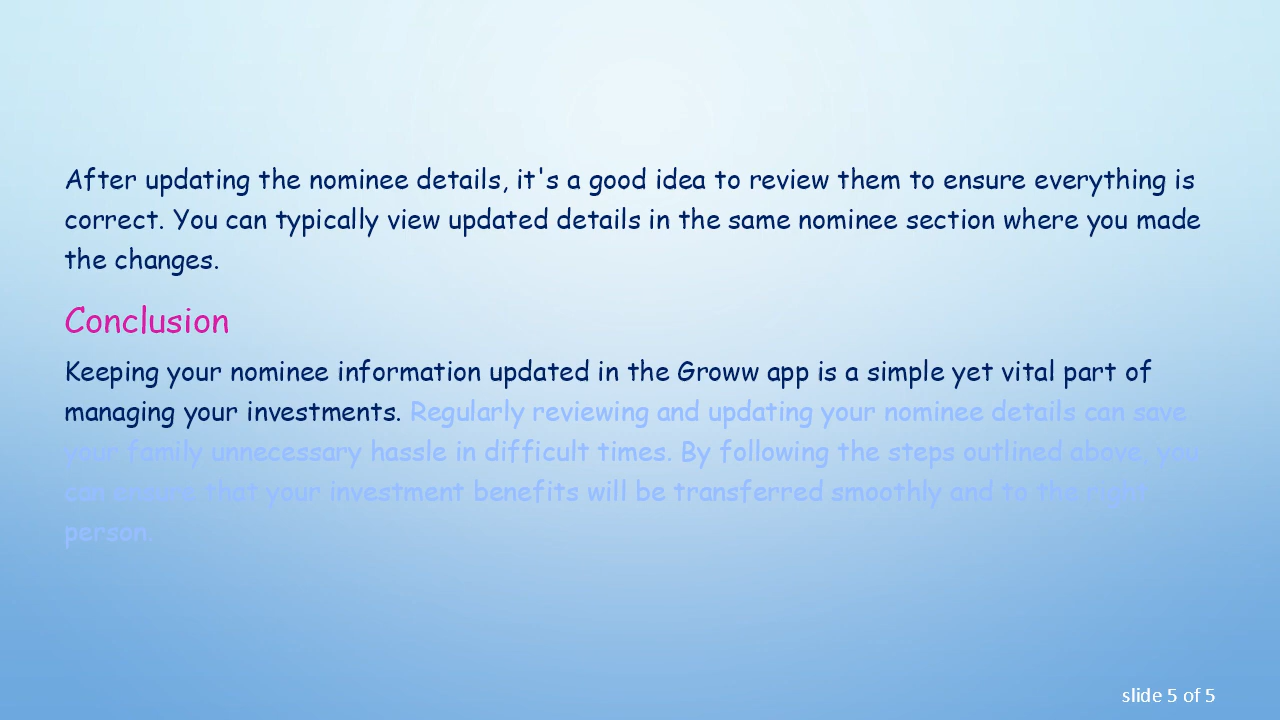 After updating the nominee details, it's a good idea to review them to ensure everything is
correct. You can typically view updated details in the same nominee section where you made
the changes.
Conclusion
Keeping your nominee information updated in the Groww app is a simple yet vital part of
managing your investments. Regularly reviewing and updating your nominee details can save
your family unnecessary hassle in difficult times. By following the steps outlined above, you
can ensure that your investment benefits will be transferred smoothly and to the right
person.
slide 5 of 5